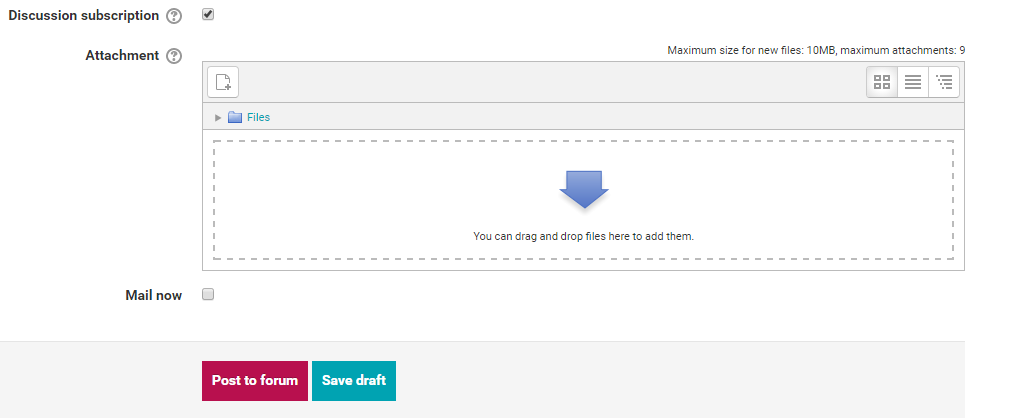 Discussion subscription
Attachment
Maximum size for new files: 10MB, maximum attachments: 9
Files
You can drag and drop files here to add them.
Mail now
Post to forum
Save draft